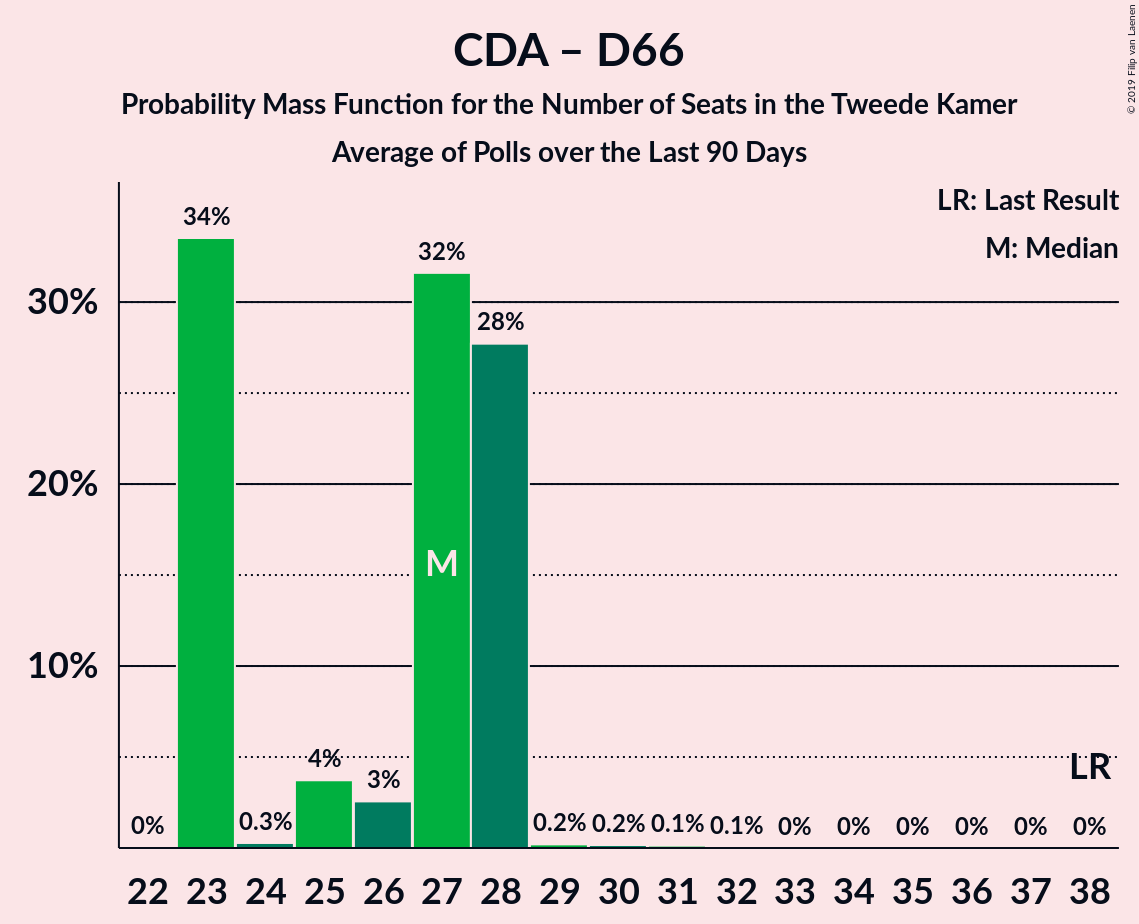 CDA – D66
Probability Mass Function for the Number of Seats in the Tweede Kamer
Average of Polls over the Last 90 Days
© 2019 Filip van Laenen
LR: Last Result
M: Median
34%
32%
30%
28%
20%
M
10%
4%
3%
LR
0%
0.3%
0.2%
0.2%
0.1%
0.1%
0%
0%
0%
0%
0%
0%
22 23 24 25 26 27 28 29 30 31 32 33 34 35 36 37 38